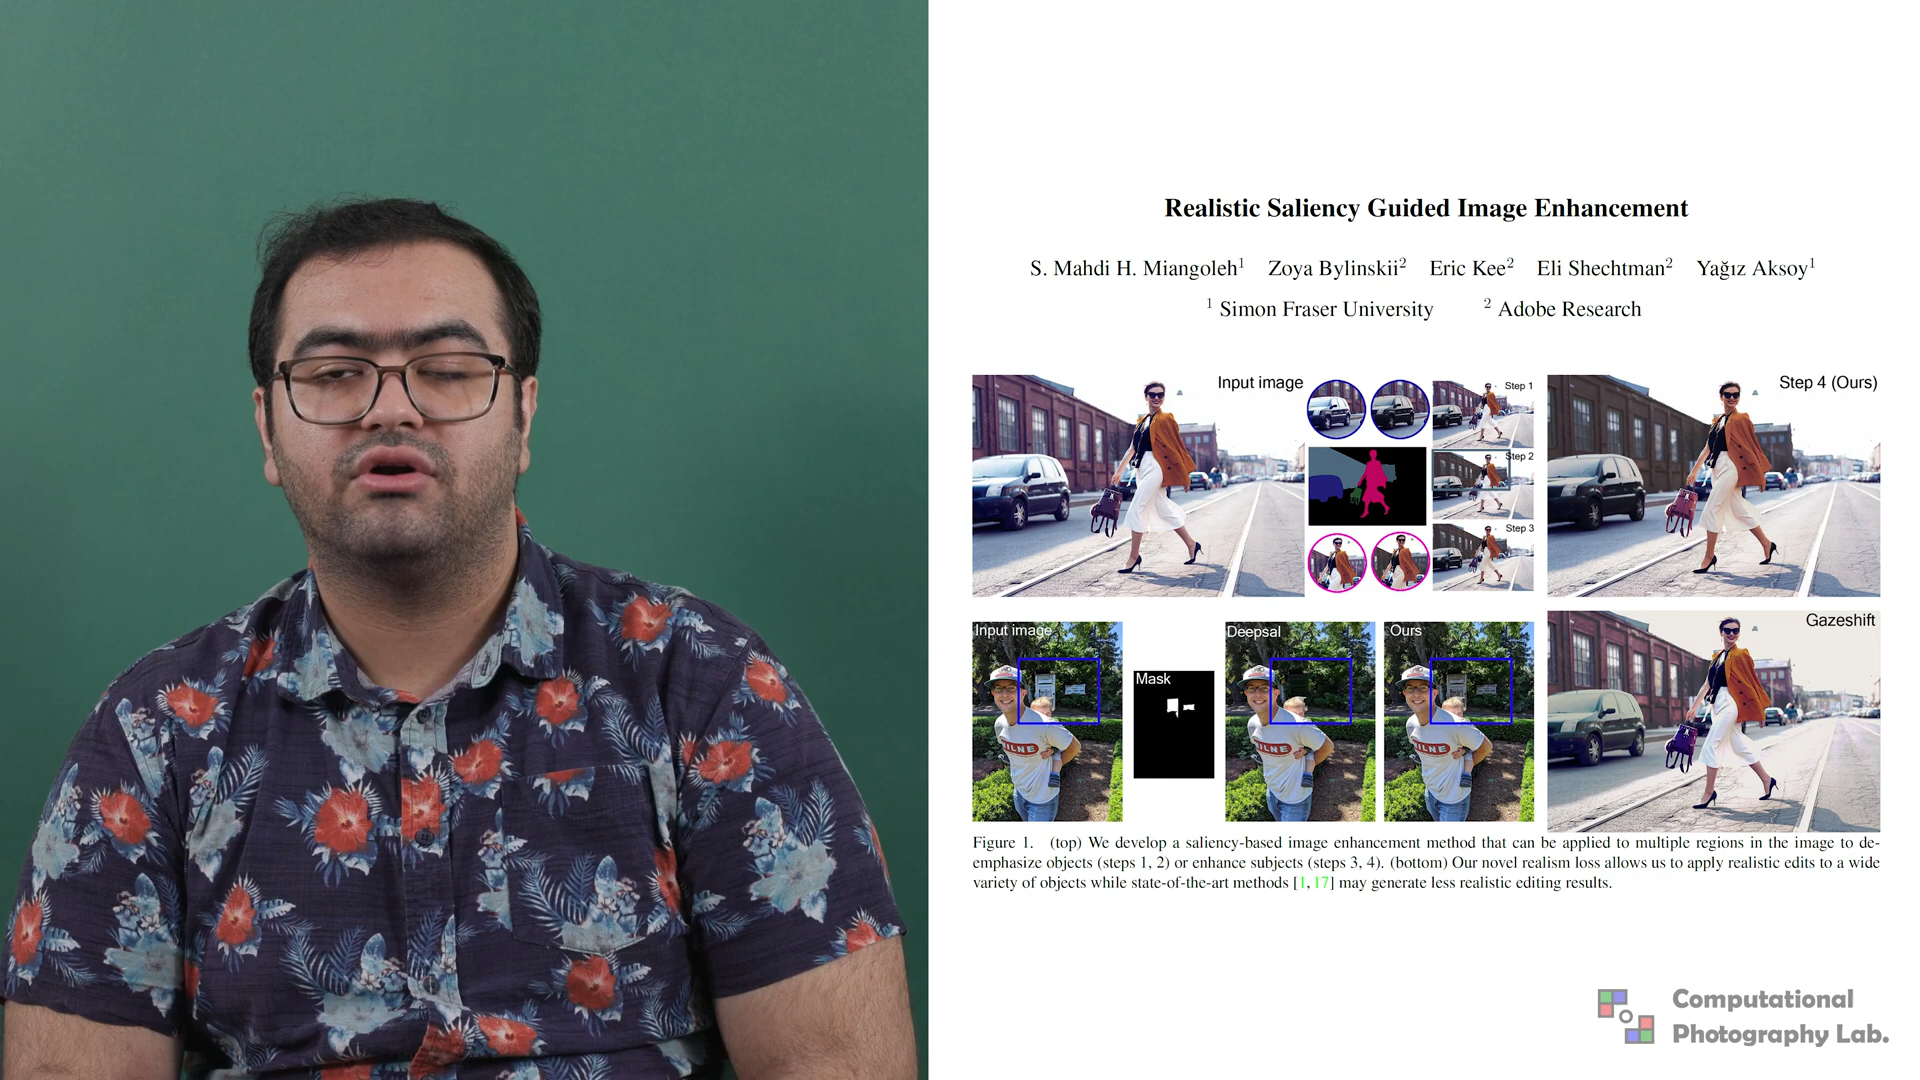 Realistic Saliency Guided Image Enhancement
S. Mahdi H. Miangoleh1 Zoya Bylinskii2 Eric Kee2 Eli Shechtman2 Yağız Aksoy1
1 Simon Fraser University 2 Adobe Research
Input image
Step 1
Step 2
Step 3
Step 4 (Ours)
Input image
Mask
Deepsal
Ours
Gazeshift
MILNE
ILNE
Figure 1. (top) We develop a saliency-based image enhancement method that can be applied to multiple regions in the image to de-
emphasize objects (steps 1, 2) or enhance subjects (steps 3, 4). (bottom) Our novel realism loss allows us to apply realistic edits to a wide
variety of objects while state-of-the-art methods [1, 17] may generate less realistic editing results.
Computational
Photography Lab.